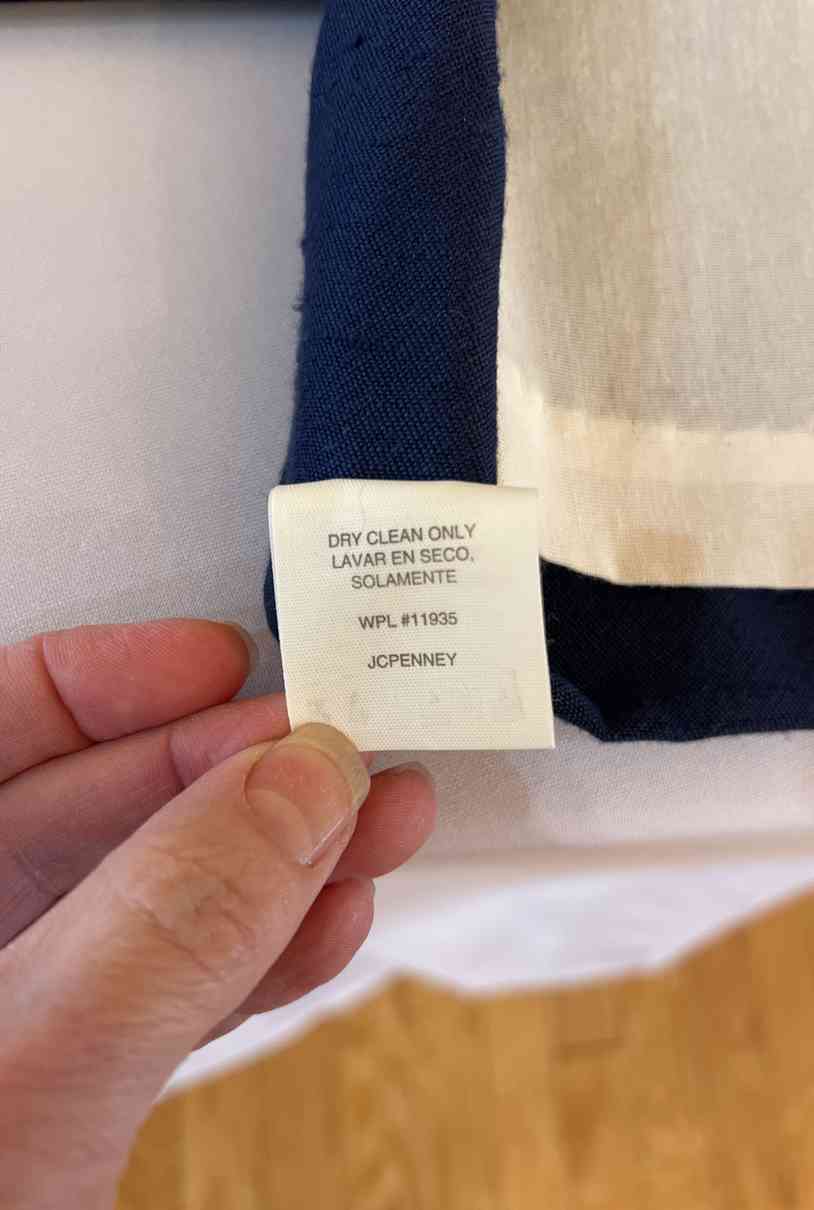 DRY CLEAN ONLY
LAVAR EN SECO,
SOLAMENTE
WPL #11935
JCPENNEY